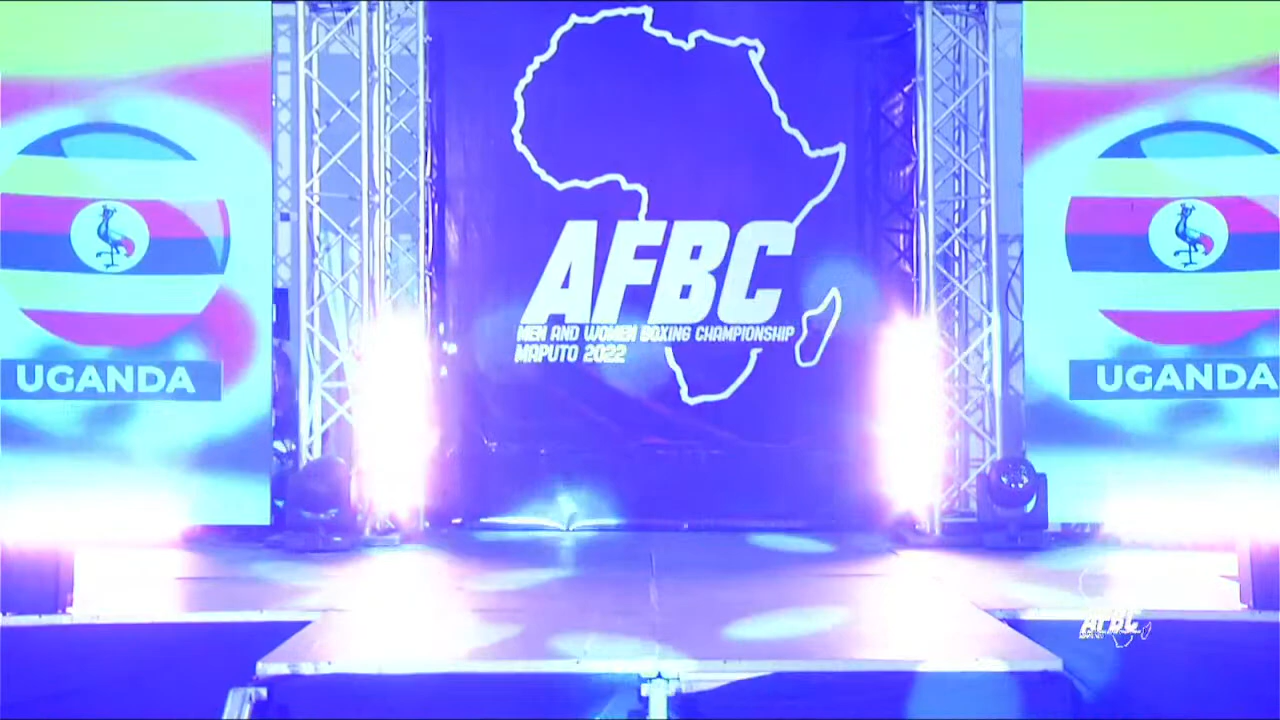 AFBC
MEN AND WOMEN BOXING CHAMPIONSHIP
MAPUTO 2022
UGANDA
UGANDA
AFBC